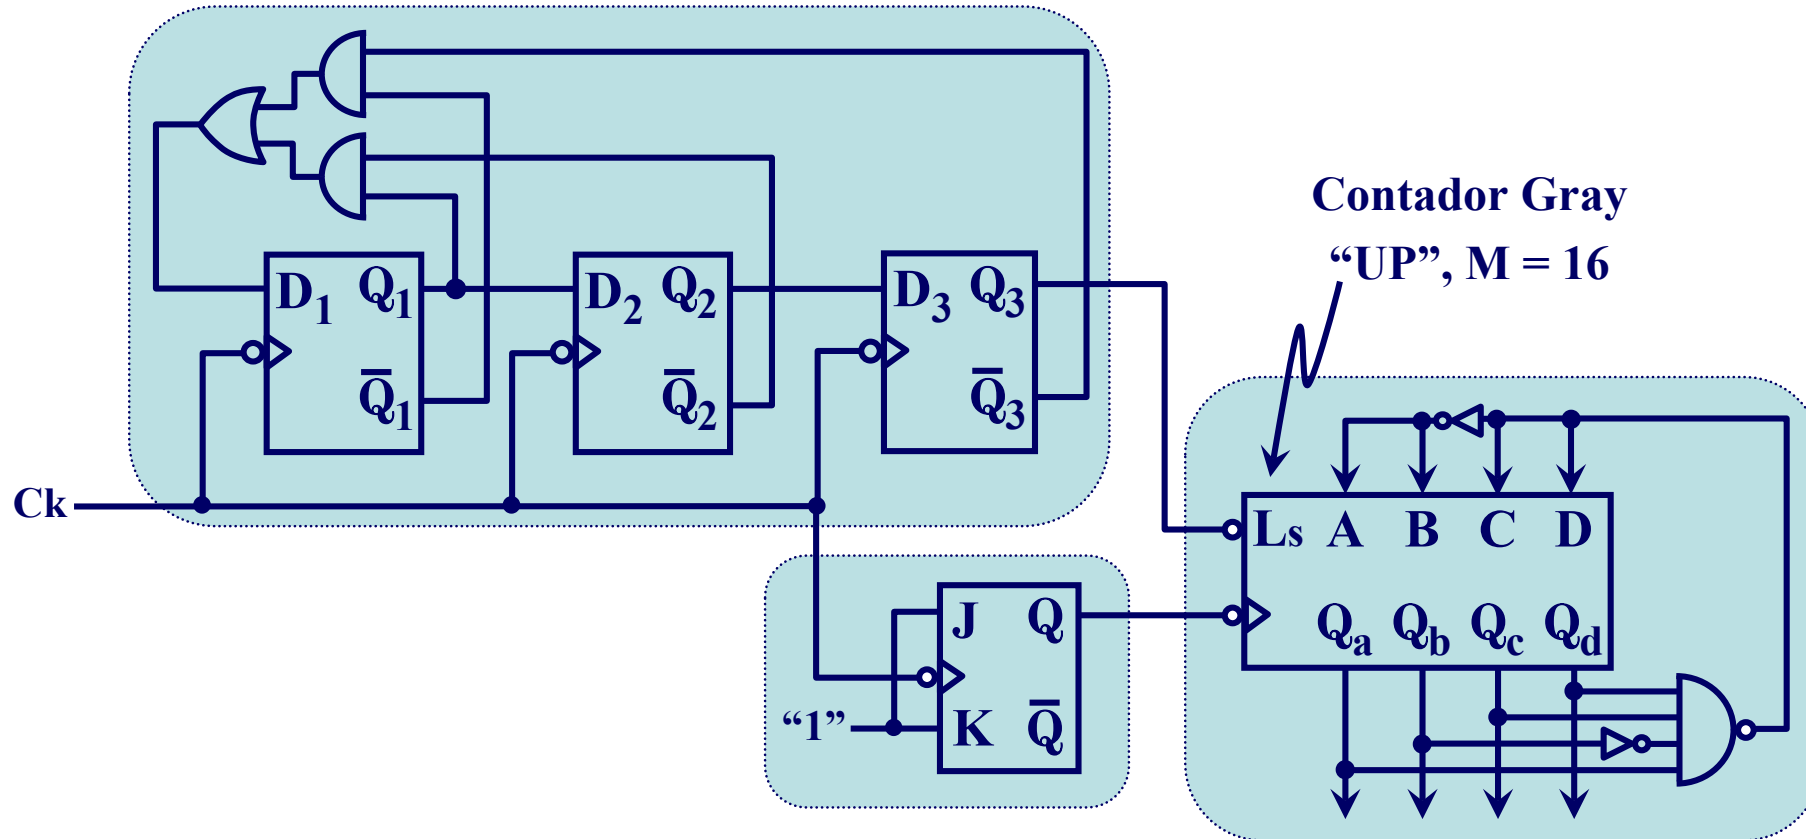 Contador Gray
“UP”, M = 16
D1 Q1 D2 Q2 D3 Q3
Q̅1 Q̅2 Q̅3
Ck
Ls A B C D
Qa Qb Qc Qd
J Q
“1” K Q̅